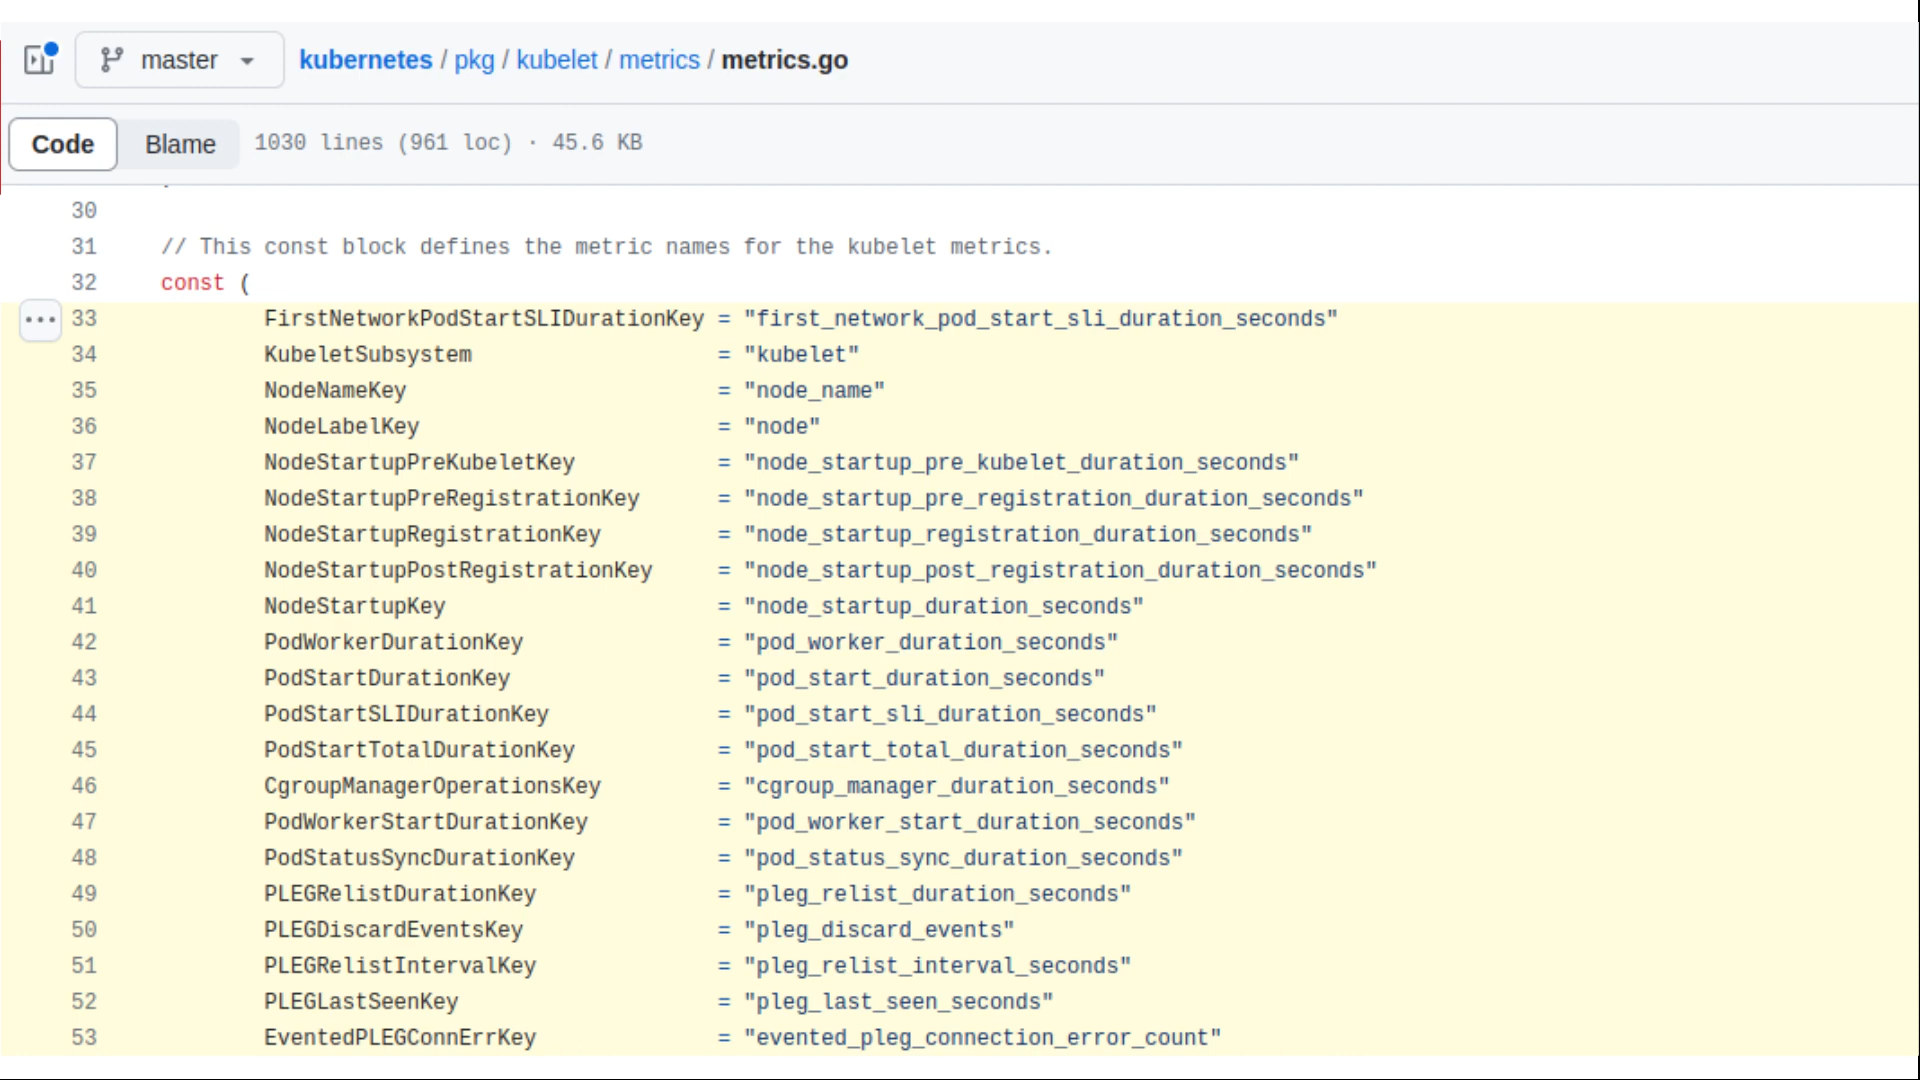 master kubernetes / pkg / kubelet / metrics / metrics.go
Code Blame 1030 lines (961 loc) · 45.6 KB
30
31 // This const block defines the metric names for the kubelet metrics.
32 const (
33 FirstNetworkPodStartSLIDurationKey = "first_network_pod_start_sli_duration_seconds"
34 KubeletSubsystem = "kubelet"
35 NodeNameKey = "node_name"
36 NodeLabelKey = "node"
37 NodeStartupPreKubeletKey = "node_startup_pre_kubelet_duration_seconds"
38 NodeStartupPreRegistrationKey = "node_startup_pre_registration_duration_seconds"
39 NodeStartupRegistrationKey = "node_startup_registration_duration_seconds"
40 NodeStartupPostRegistrationKey = "node_startup_post_registration_duration_seconds"
41 NodeStartupKey = "node_startup_duration_seconds"
42 PodWorkerDurationKey = "pod_worker_duration_seconds"
43 PodStartDurationKey = "pod_start_duration_seconds"
44 PodStartSLIDurationKey = "pod_start_sli_duration_seconds"
45 PodStartTotalDurationKey = "pod_start_total_duration_seconds"
46 CgroupManagerOperationsKey = "cgroup_manager_duration_seconds"
47 PodWorkerStartDurationKey = "pod_worker_start_duration_seconds"
48 PodStatusSyncDurationKey = "pod_status_sync_duration_seconds"
49 PLEGRelistDurationKey = "pleg_relist_duration_seconds"
50 PLEGDiscardEventsKey = "pleg_discard_events"
51 PLEGRelistIntervalKey = "pleg_relist_interval_seconds"
52 PLEGLastSeenKey = "pleg_last_seen_seconds"
53 EventedPLEGConnErrKey = "evented_pleg_connection_error_count"